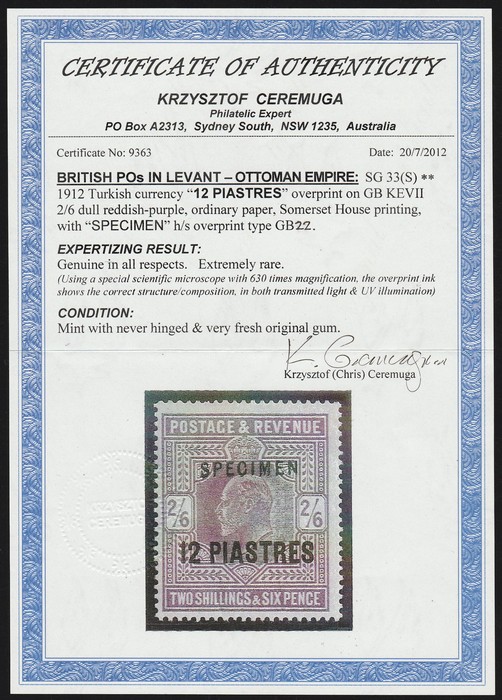 CERTIFICATE OF AUTHENTICITY
KRZYSZTOF CEREMUGA
Philatelic Expert
PO Box A2313, Sydney South, NSW 1235, Australia
Certificate No: 9363 Date: 20/7/2012
BRITISH POs IN LEVANT – OTTOMAN EMPIRE: SG 33(S) **
1912 Turkish currency “12 PIASTRES” overprint on GB KEVII
2/6 dull reddish-purple, ordinary paper, Somerset House printing,
with “SPECIMEN” h/s overprint type GB22.
EXPERTIZING RESULT:
Genuine in all respects. Extremely rare.
(Using a special scientific microscope with 630 times magnification, the overprint ink
shows the correct structure/composition, in both transmitted light & UV illumination)
CONDITION:
Mint with never hinged & very fresh original gum.
K. Ceremuga
Krzysztof (Chris) Ceremuga
POSTAGE & REVENUE
SPECIMEN
2/6 2/6
12 PIASTRES
TWO SHILLINGS & SIX PENCE